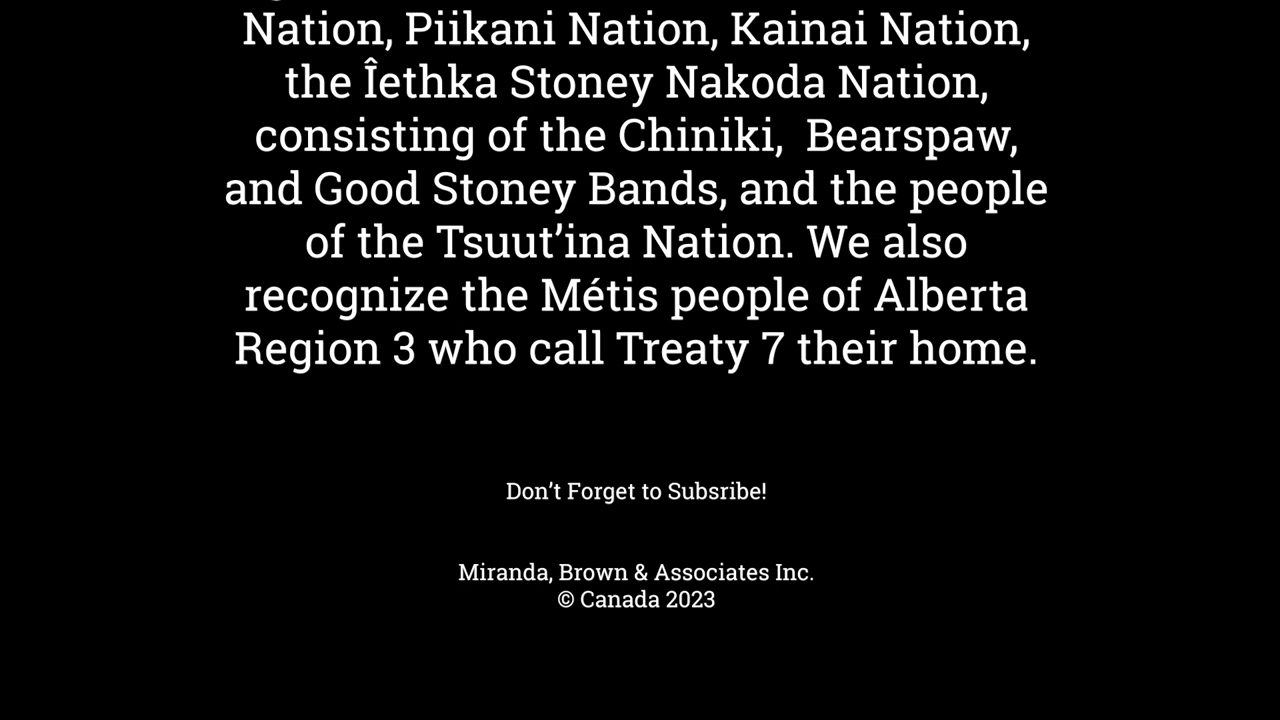 Nation, Piikani Nation, Kainai Nation,
the Îethka Stoney Nakoda Nation,
consisting of the Chiniki,  Bearspaw,
and Good Stoney Bands, and the people
of the Tsuut’ina Nation. We also
recognize the Métis people of Alberta
Region 3 who call Treaty 7 their home.
Don’t Forget to Subsribe!
Miranda, Brown & Associates Inc.
© Canada 2023